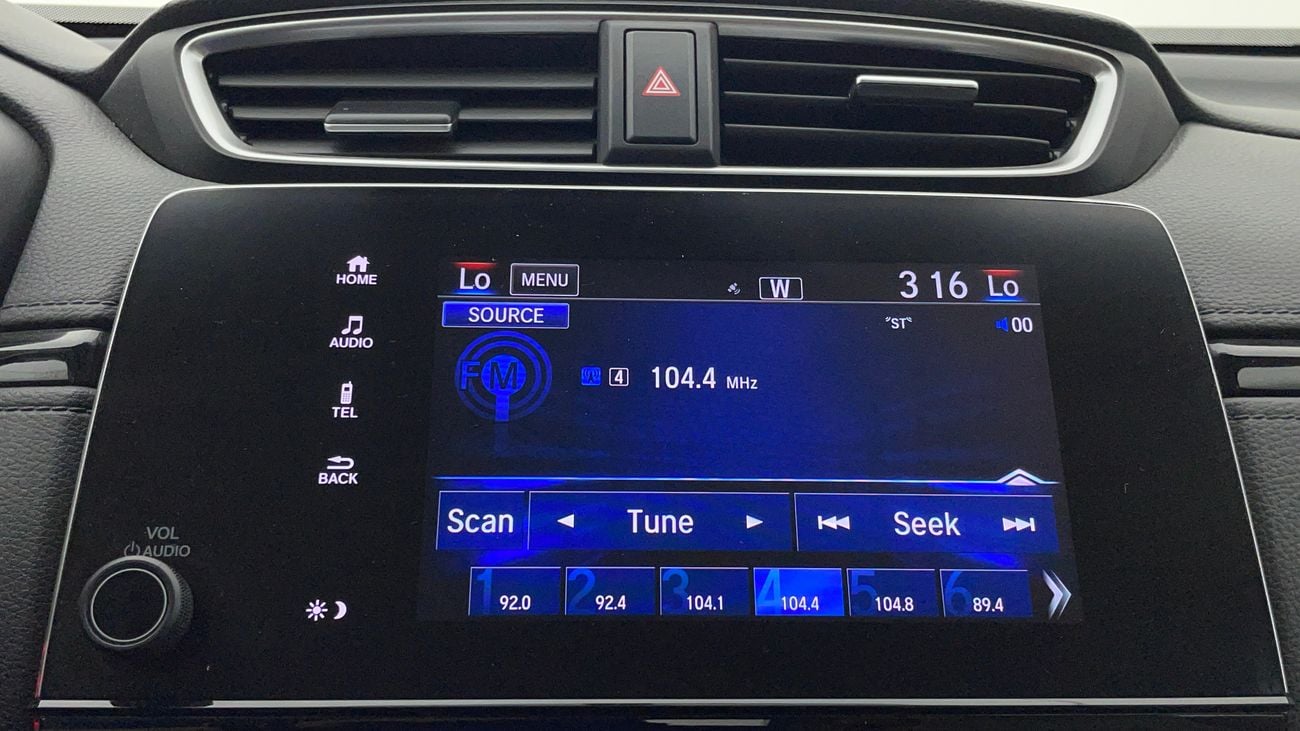 Lo MENU W 3 16 Lo
SOURCE "ST" 00
FM 4 104.4 MHz
HOME
AUDIO
TEL
BACK
Scan Tune Seek
VOL
AUDIO
1 92.0 2 92.4 3 104.1 4 104.4 5 104.8 6 89.4